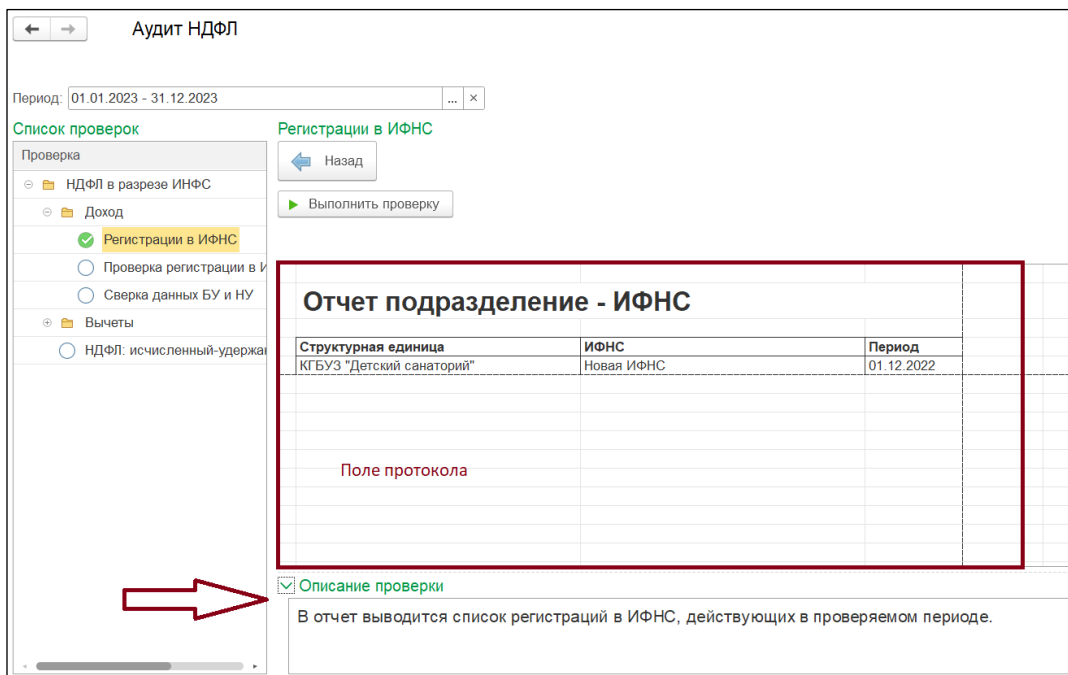 Аудит НДФЛ
Период: 01.01.2023 - 31.12.2023 ... ×
Список проверок
Проверка
НДФЛ в разрезе ИНФС
Доход
Регистрации в ИФНС
Проверка регистрации в И
Сверка данных БУ и НУ
Вычеты
НДФЛ: исчисленный-удержа
Регистрации в ИФНС
Назад
Выполнить проверку
Отчет подразделение - ИФНС
Структурная единица ИФНС Период
КГБУЗ "Детский санаторий" Новая ИФНС 01.12.2022
Поле протокола
Описание проверки
В отчет выводится список регистраций в ИФНС, действующих в проверяемом периоде.